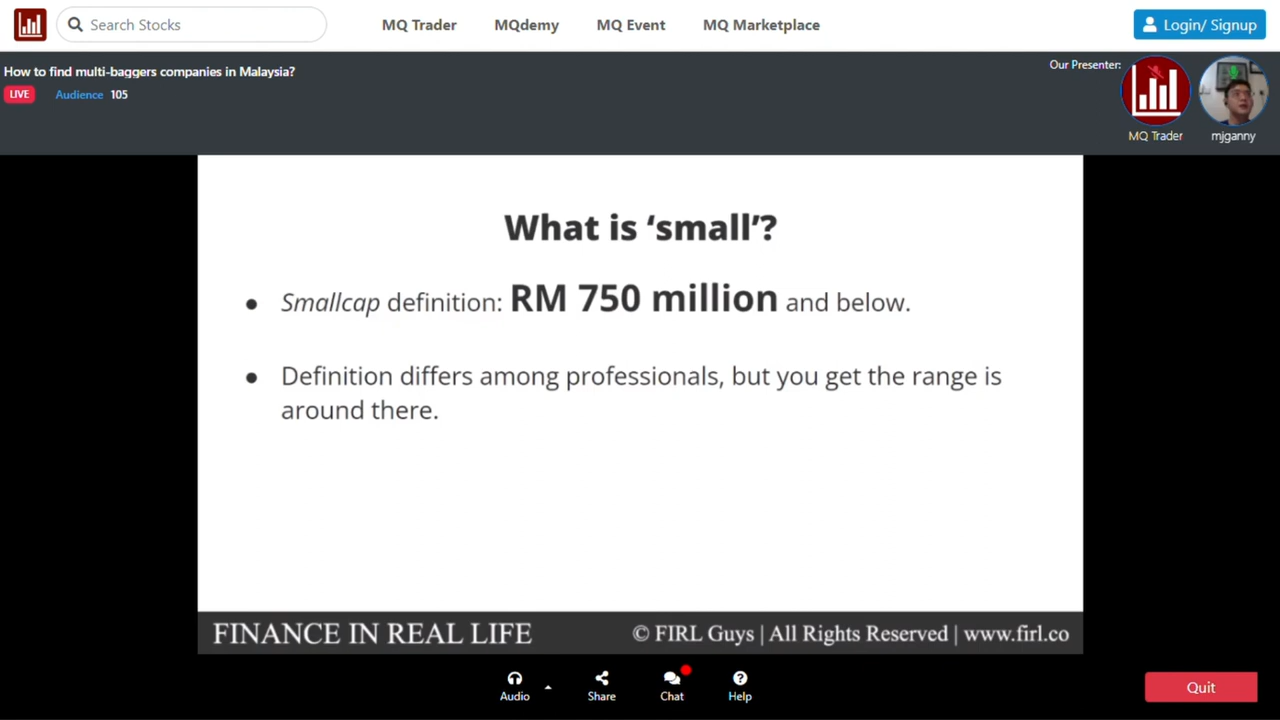 Search Stocks
MQ Trader
MQdemy
MQ Event
MQ Marketplace
Login/ Signup
How to find multi-baggers companies in Malaysia?
LIVE
Audience 105
Our Presenter:
MQ Trader
mjganny
What is ‘small’?
● Smallcap definition: RM 750 million and below.
● Definition differs among professionals, but you get the range is
around there.
FINANCE IN REAL LIFE
© FIRL Guys | All Rights Reserved | www.firl.co
Audio
Share
Chat
Help
Quit